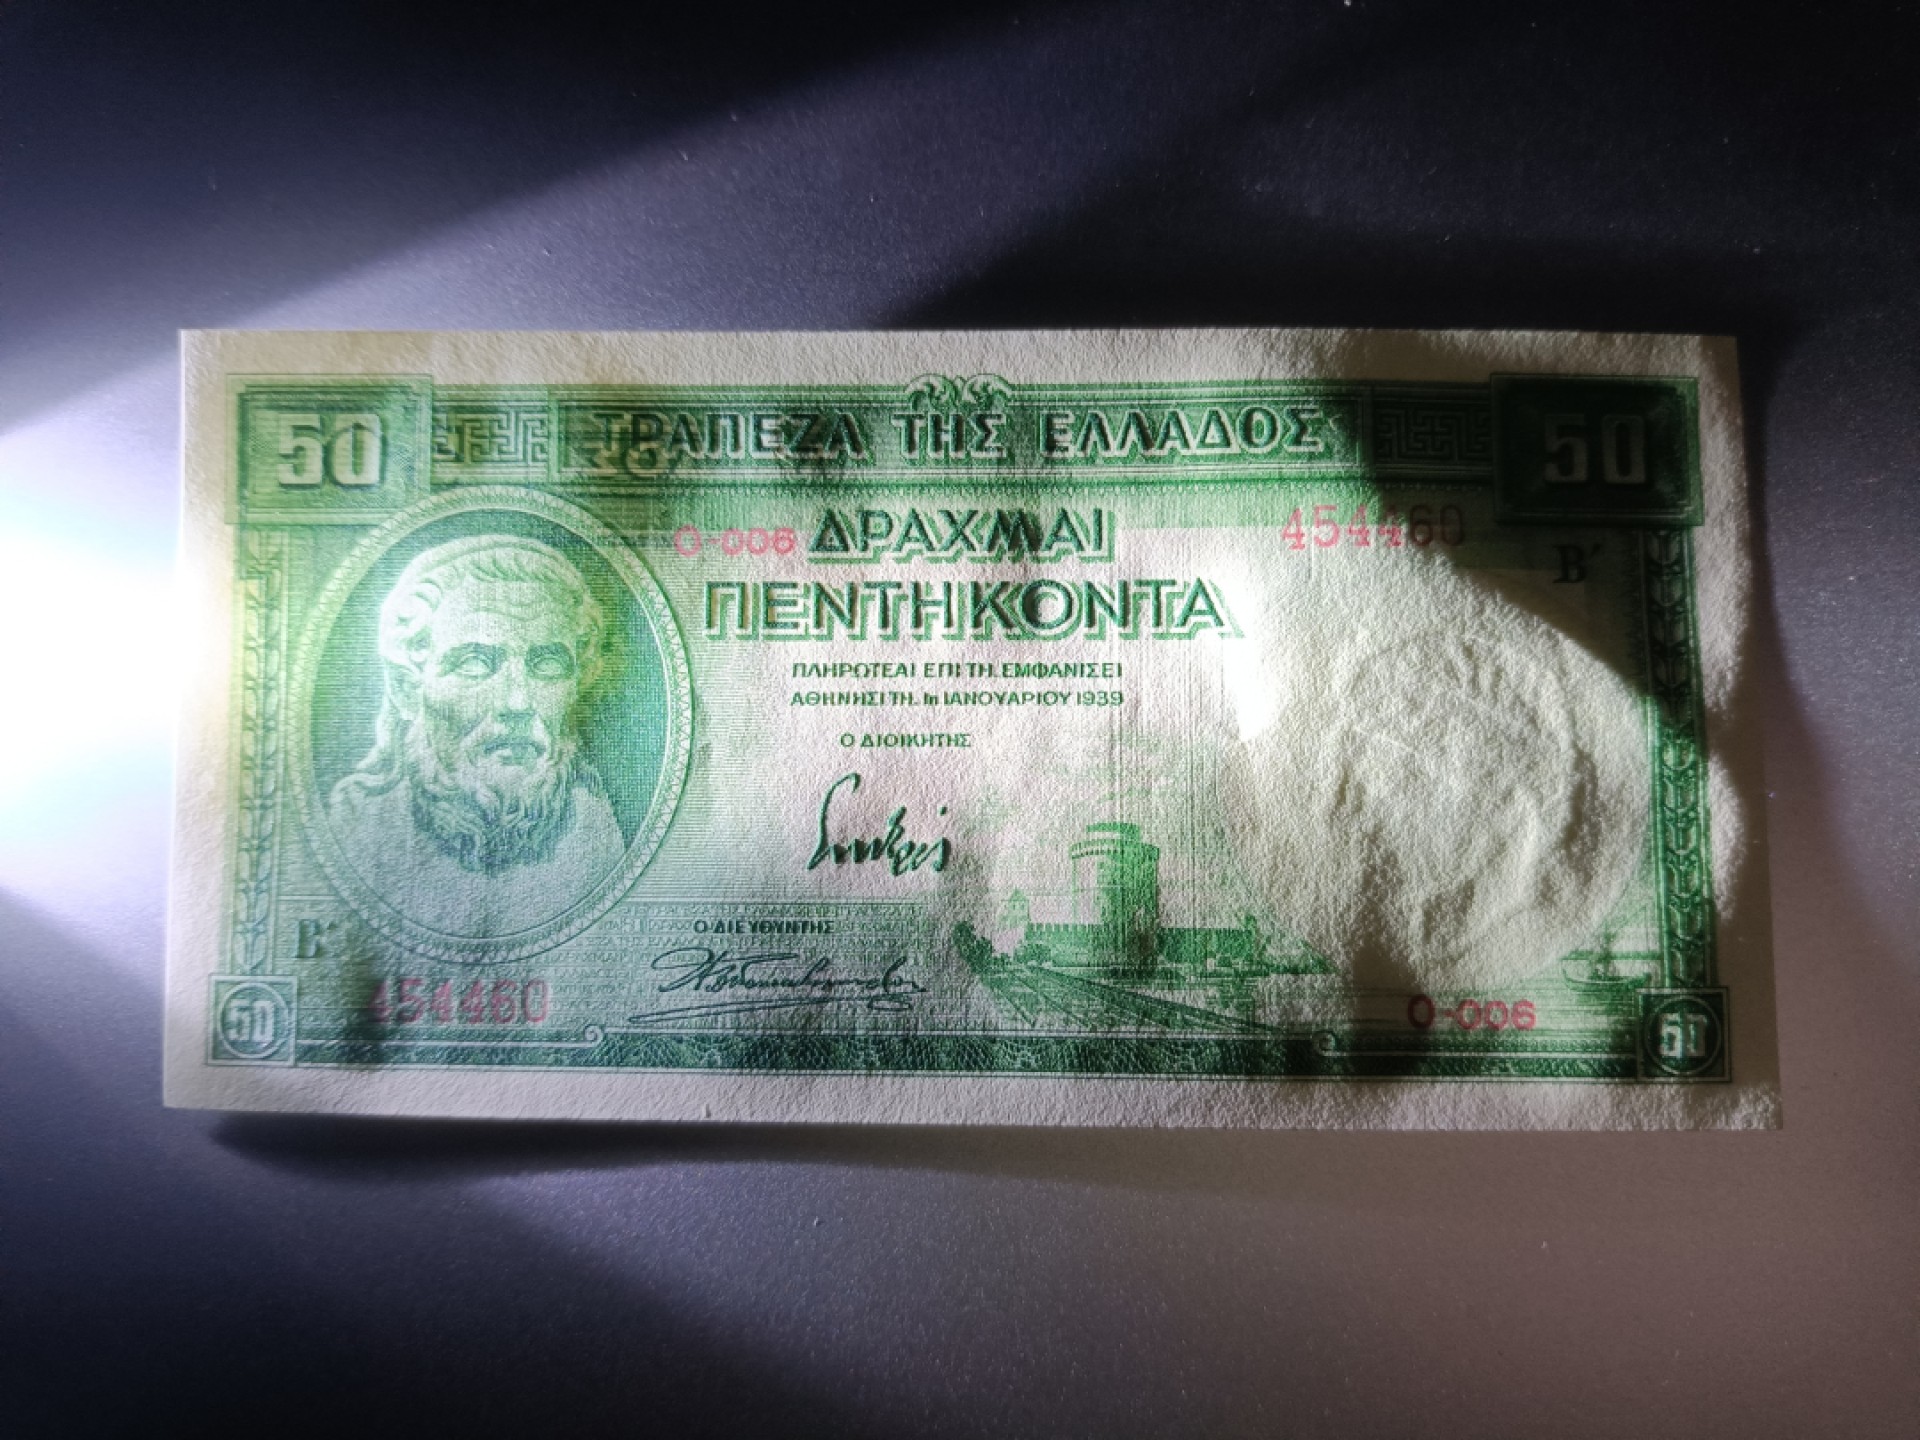 50 ΤΡΑΠΕΖΑ ΤΗΣ ΕΛΛΑΔΟΣ 50
Ο-006 ΔΡΑΧΜΑΙ 454460
ΠΕΝΤΗΚΟΝΤΑ Β΄
ΠΛΗΡΩΤΕΑΙ ΕΠΙ ΤΗ ΕΜΦΑΝΙΣΕΙ
ΑΘΗΝΗΣΙ ΤΗ, 1η ΙΑΝΟΥΑΡΙΟΥ 1939
Ο ΔΙΟΙΚΗΤΗΣ
Β΄ Ο ΔΙΕΥΘΥΝΤΗΣ
50 454460 Ο-006 50